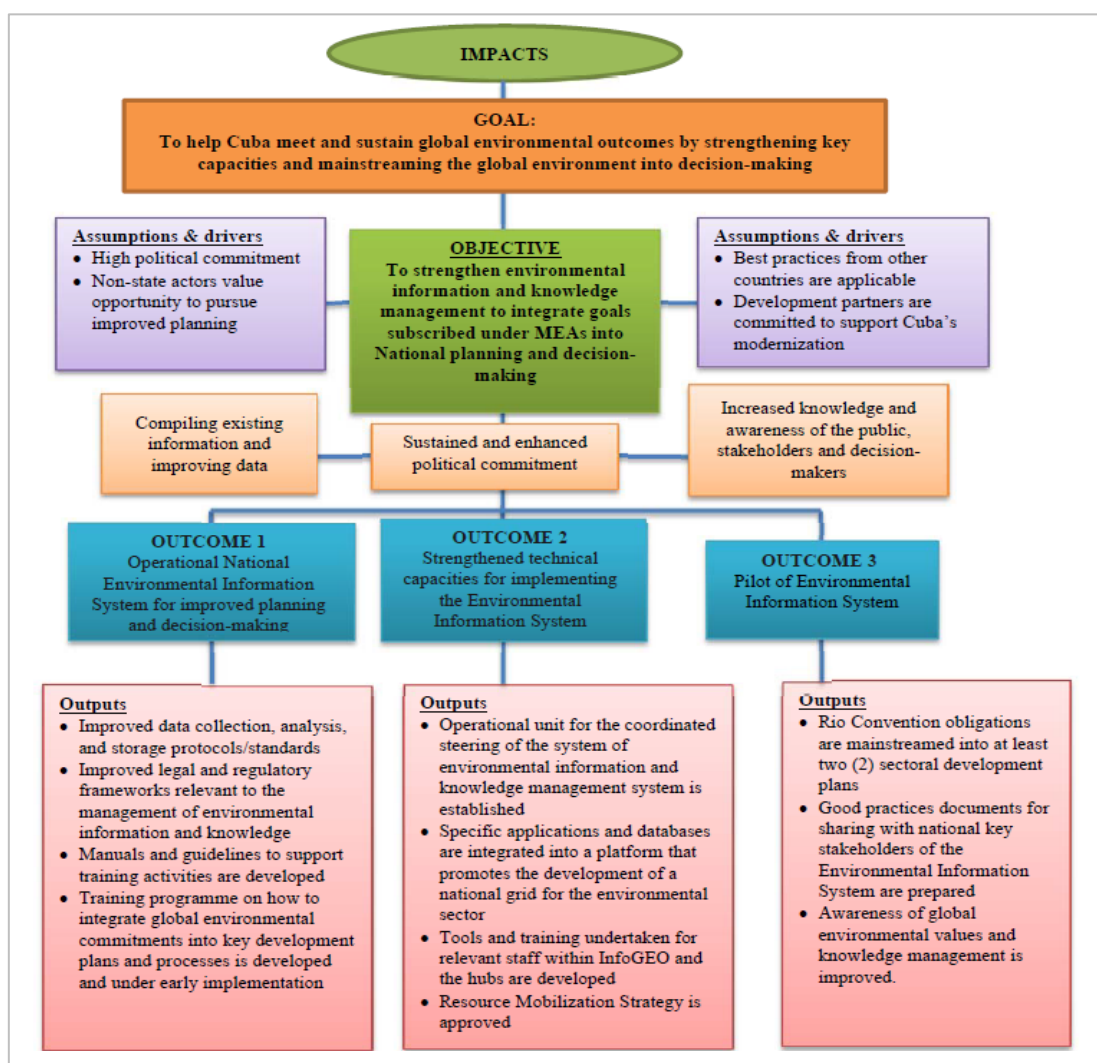 IMPACTS
GOAL:
To help Cuba meet and sustain global environmental outcomes by strengthening key
capacities and mainstreaming the global environment into decision-making
Assumptions & drivers
• High political commitment
• Non-state actors value
opportunity to pursue
improved planning
OBJECTIVE
To strengthen environmental
information and knowledge
management to integrate goals
subscribed under MEAs into
National planning and decision-
making
Assumptions & drivers
• Best practices from other
countries are applicable
• Development partners are
committed to support Cuba's
modernization
Compiling existing
information and
improving data
Sustained and enhanced
political commitment
Increased knowledge and
awareness of the public,
stakeholders and decision-
makers
OUTCOME 1
Operational National
Environmental Information
System for improved planning
and decision-making
OUTCOME 2
Strengthened technical
capacities for implementing
the Environmental
Information System
OUTCOME 3
Pilot of Environmental
Information System
Outputs
• Improved data collection, analysis,
and storage protocols/standards
• Improved legal and regulatory
frameworks relevant to the
management of environmental
information and knowledge
• Manuals and guidelines to support
training activities are developed
• Training programme on how to
integrate global environmental
commitments into key development
plans and processes is developed
and under early implementation
Outputs
• Operational unit for the coordinated
steering of the system of
environmental information and
knowledge management system is
established
• Specific applications and databases
are integrated into a platform that
promotes the development of a
national grid for the environmental
sector
• Tools and training undertaken for
relevant staff within InfoGEO and
the hubs are developed
• Resource Mobilization Strategy is
approved
Outputs
• Rio Convention obligations
are mainstreamed into at least
two (2) sectoral development
plans
• Good practices documents for
sharing with national key
stakeholders of the
Environmental Information
System are prepared
• Awareness of global
environmental values and
knowledge management is
improved.